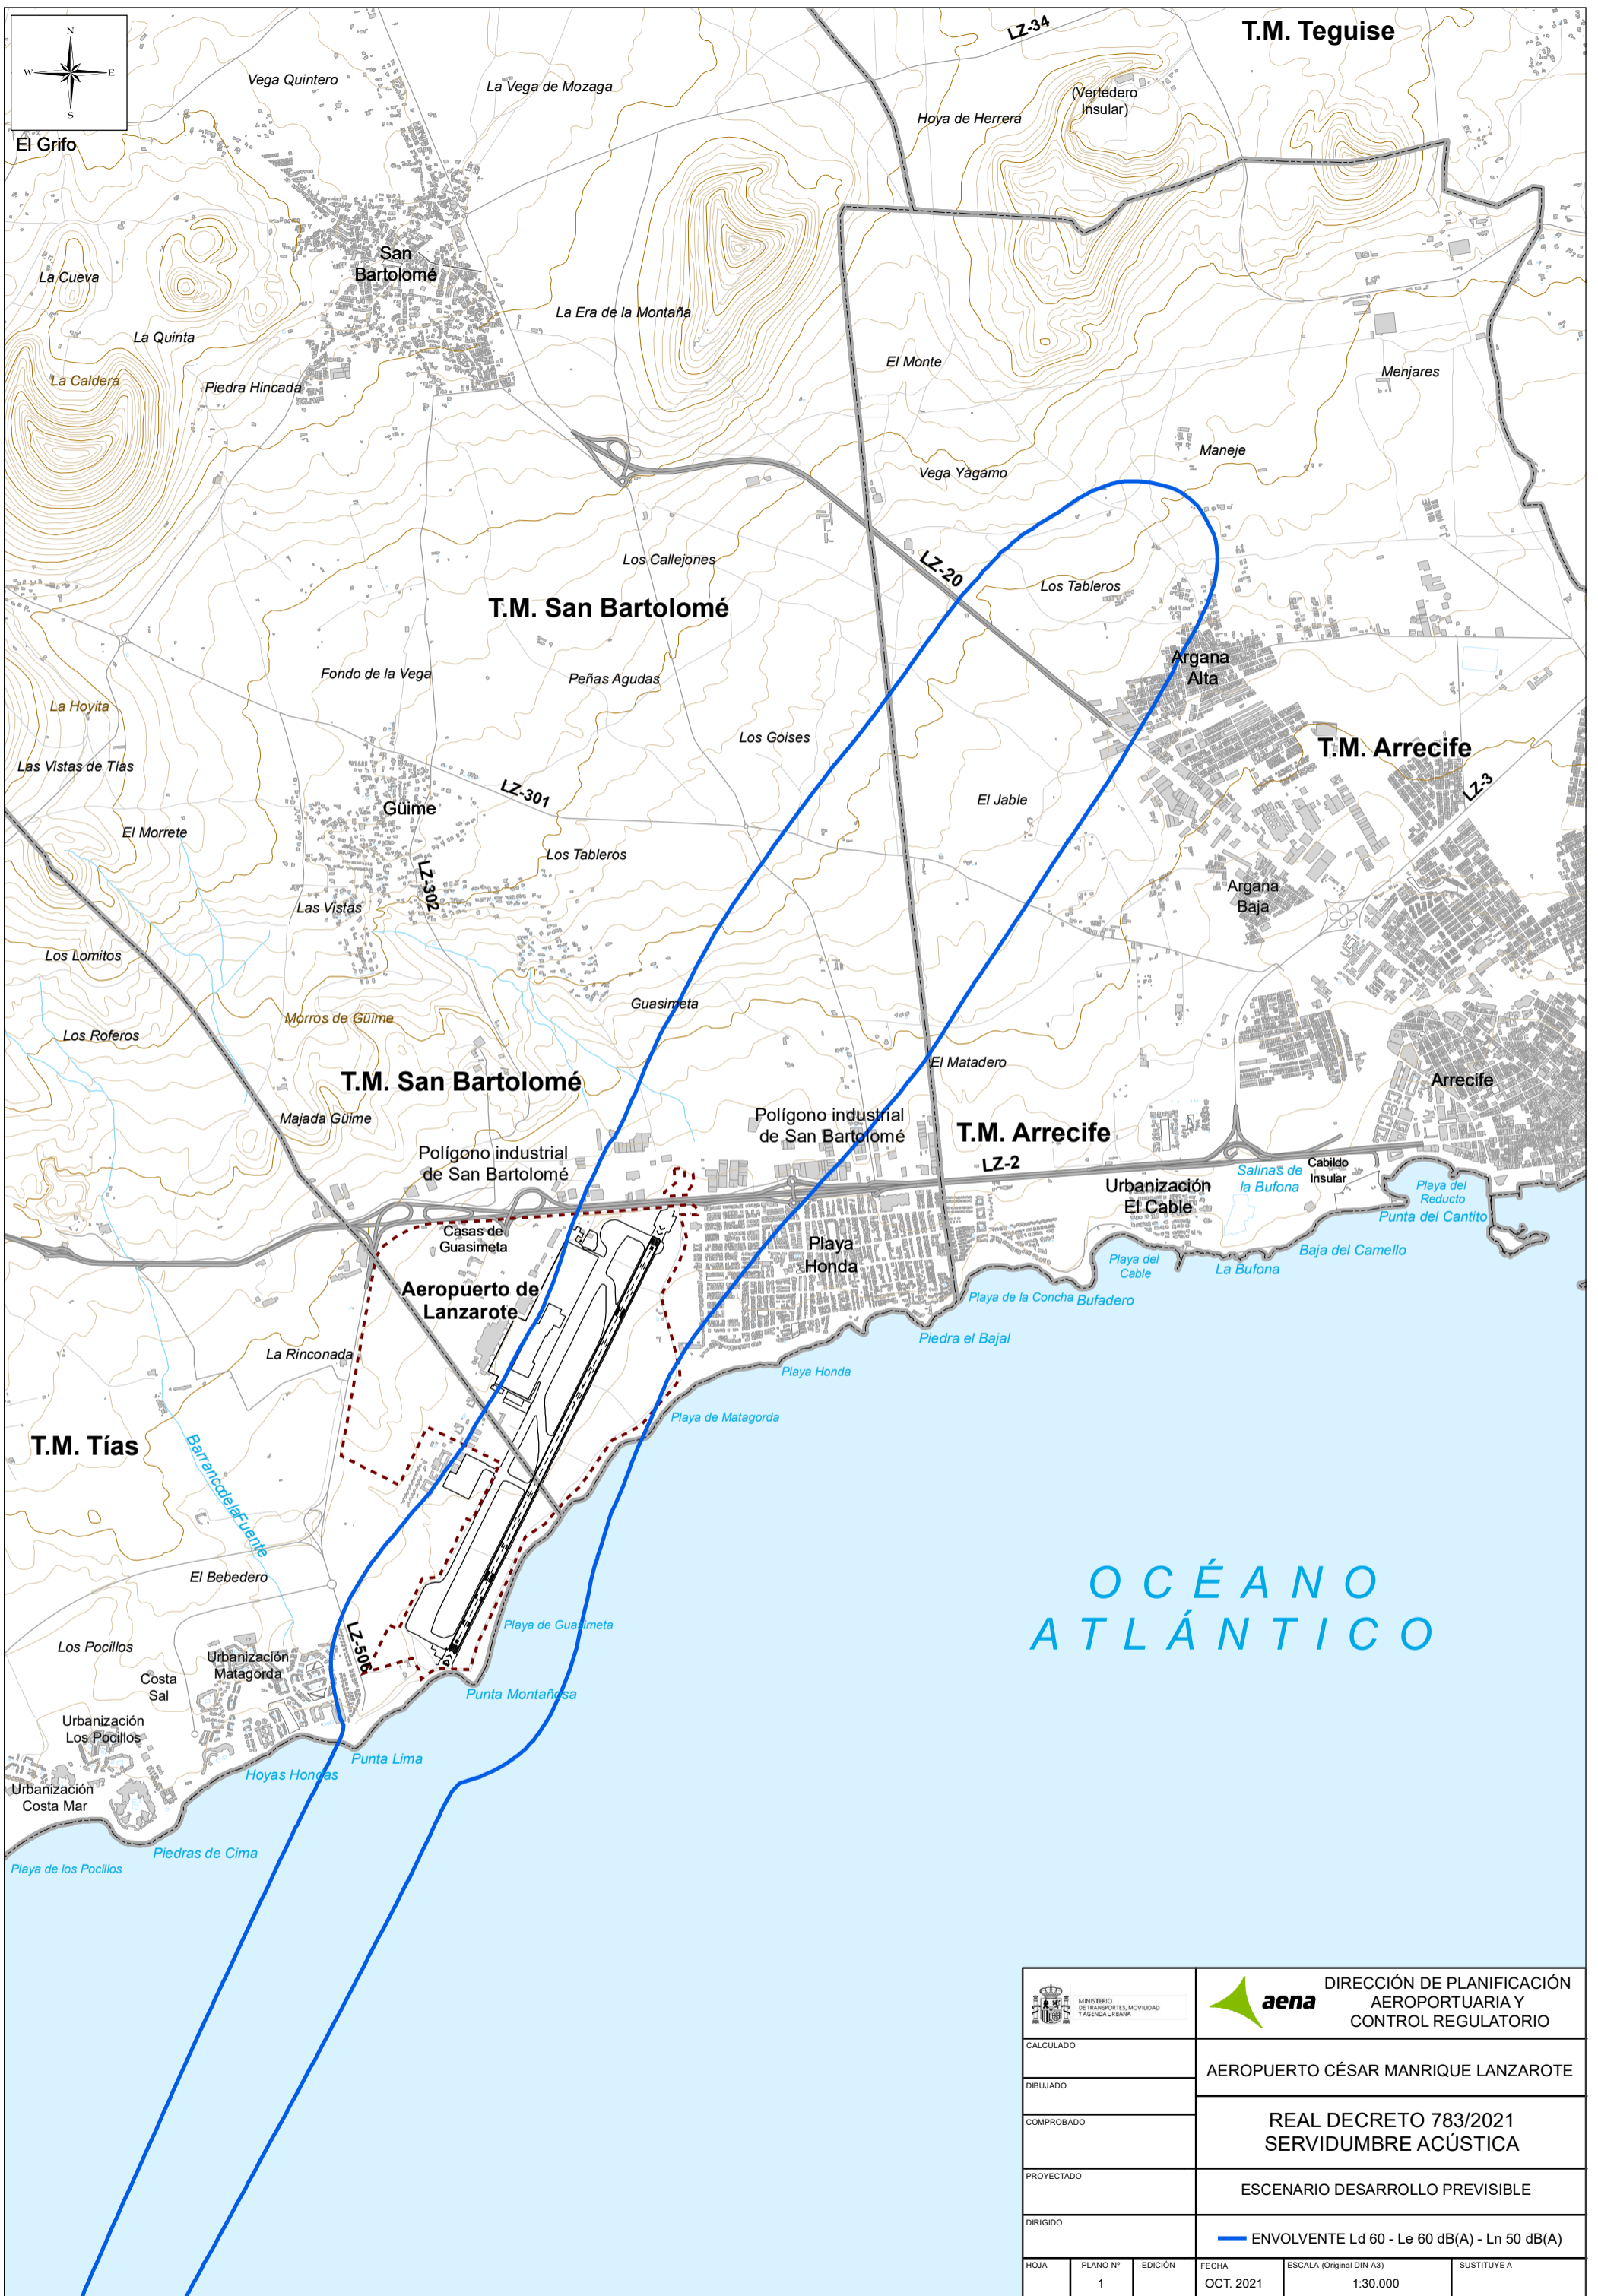 T.M. Teguise
LZ-34
N
W
E
S
Vega Quintero
La Vega de Mozaga
(Vertedero
Insular)
Hoya de Herrera
El Grifo
San
Bartolomé
La Cueva
La Era de la Montaña
La Quinta
El Monte
Menjares
La Caldera
Piedra Hincada
Maneje
Vega Yágamo
Los Callejones
LZ-20
Los Tableros
T.M. San Bartolomé
Argana
Alta
Fondo de la Vega
Peñas Agudas
La Hoyita
Los Goises
T.M. Arrecife
Las Vistas de Tías
LZ-3
LZ-301
El Jable
Güime
El Morrete
Los Tableros
LZ-302
Argana
Baja
Las Vistas
Los Lomitos
Guasimeta
Morros de Güime
Los Roferos
El Matadero
T.M. San Bartolomé
Arrecife
Majada Güime
Polígono industrial
de San Bartolomé
T.M. Arrecife
Polígono industrial
de San Bartolomé
LZ-2
Salinas de
la Bufona
Cabildo
Insular
Urbanización
El Cable
Playa del
Reducto
Punta del Cantito
Casas de
Guasimeta
Playa
Honda
Baja del Camello
Playa del
Cable
La Bufona
Aeropuerto de
Lanzarote
Playa de la Concha
Bufadero
Piedra el Bajal
La Rinconada
Playa Honda
Playa de Matagorda
T.M. Tías
Barranco de la Fuente
El Bebedero
OCÉANO
ATLÁNTICO
Playa de Guasimeta
LZ-506
Los Pocillos
Urbanización
Matagorda
Costa
Sal
Punta Montañosa
Urbanización
Los Pocillos
Punta Lima
Hoyas Hondas
Urbanización
Costa Mar
Piedras de Cima
Playa de los Pocillos
MINISTERIO
DE TRANSPORTES, MOVILIDAD
Y AGENDA URBANA
aena
DIRECCIÓN DE PLANIFICACIÓN
AEROPORTUARIA Y
CONTROL REGULATORIO
CALCULADO
AEROPUERTO CÉSAR MANRIQUE LANZAROTE
DIBUJADO
COMPROBADO
REAL DECRETO 783/2021
SERVIDUMBRE ACÚSTICA
PROYECTADO
ESCENARIO DESARROLLO PREVISIBLE
DIRIGIDO
ENVOLVENTE Ld 60 - Le 60 dB(A) - Ln 50 dB(A)
HOJA
PLANO Nº
1
EDICIÓN
FECHA
OCT. 2021
ESCALA (Original DIN-A3)
1:30.000
SUSTITUYE A